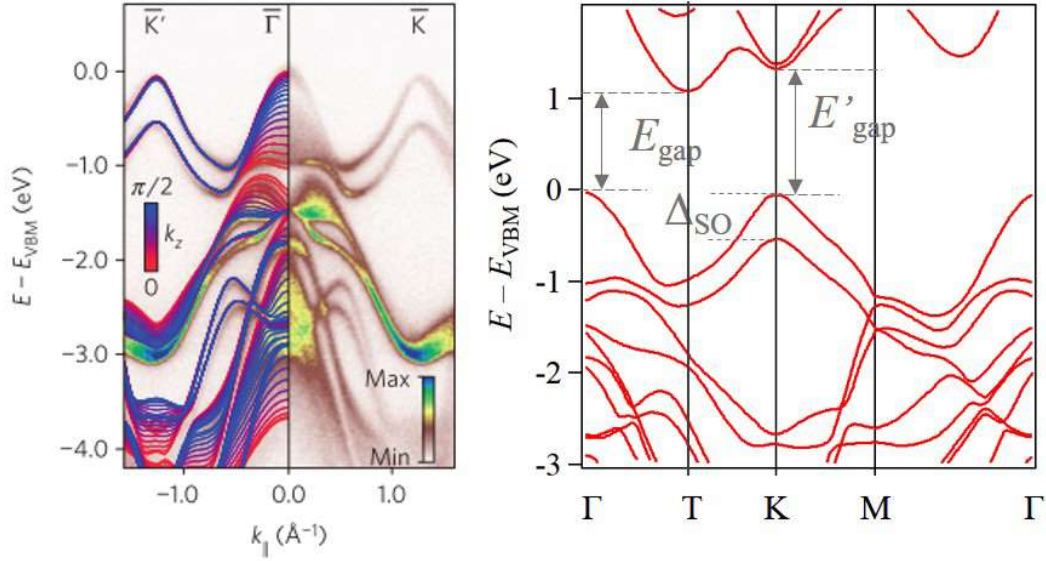 K̅' Γ̅ K̅
0.0
−1.0
−2.0
−3.0
−4.0
E − E_VBM (eV)
π/2
k_z
0
Max
Min
−1.0 0.0 1.0
k_∥ (Å⁻¹)
1
0
-1
-2
-3
E − E_VBM (eV)
E_gap
E'_gap
Δ_SO
Γ T K M Γ